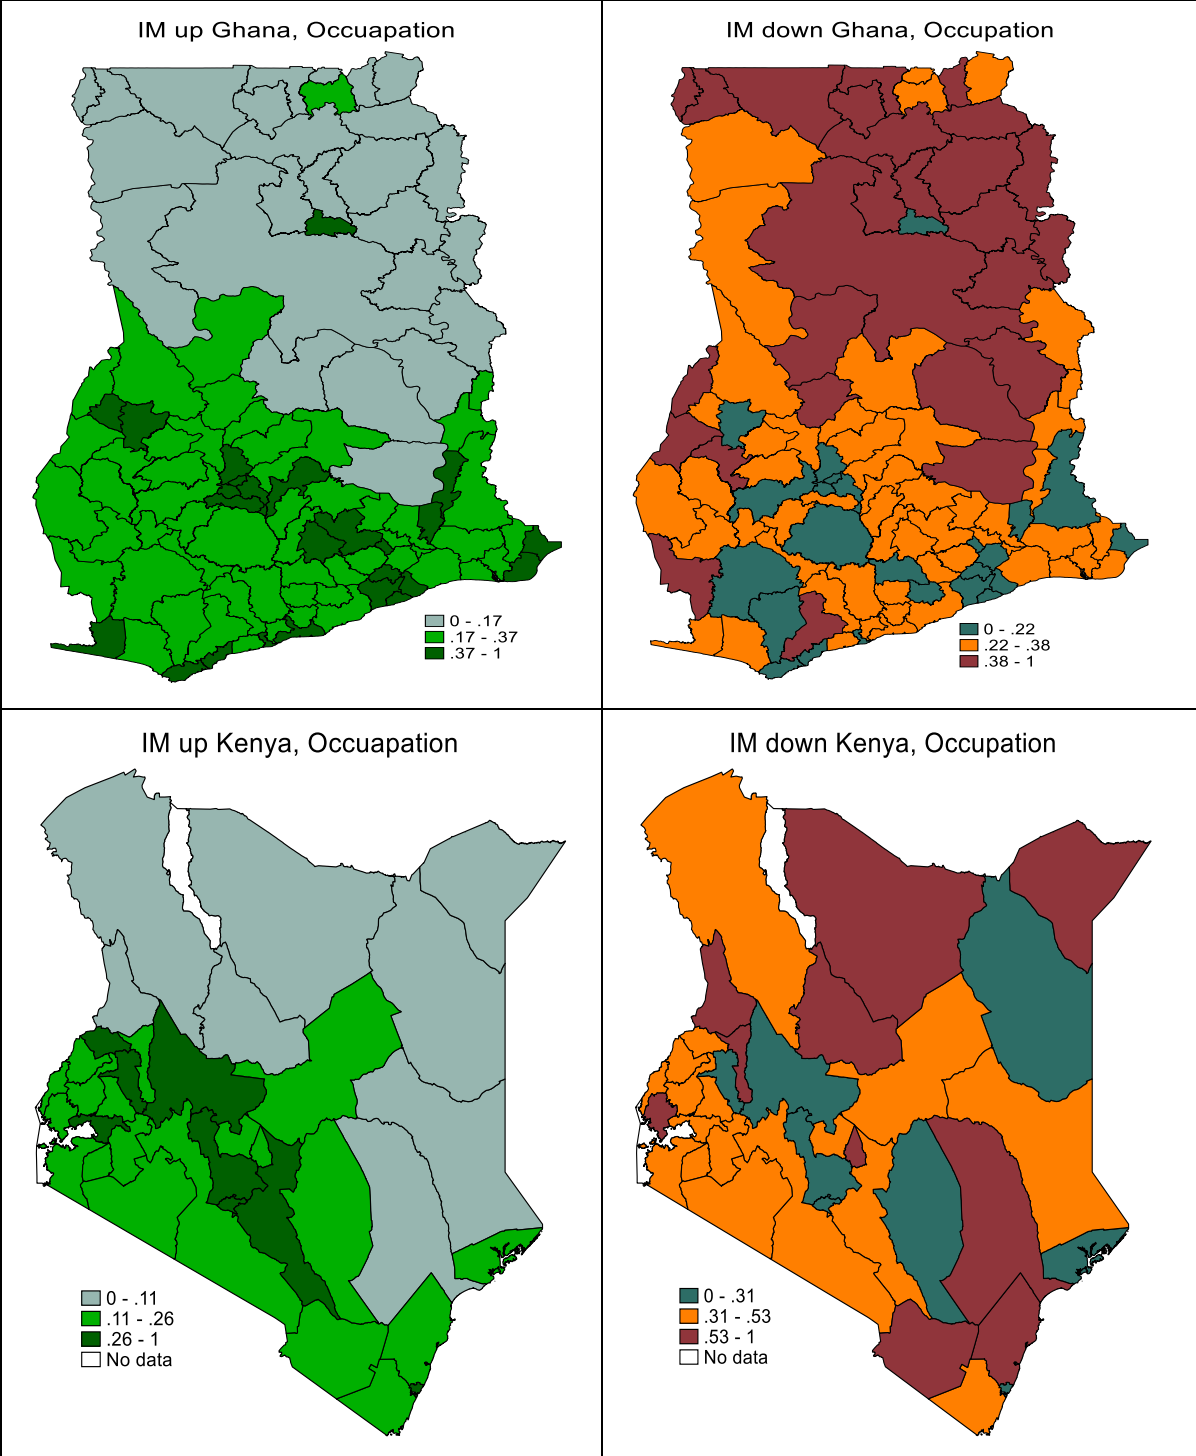 IM up Ghana, Occuapation
0 - .17
.17 - .37
.37 - 1
IM down Ghana, Occupation
0 - .22
.22 - .38
.38 - 1
IM up Kenya, Occuapation
0 - .11
.11 - .26
.26 - 1
No data
IM down Kenya, Occupation
0 - .31
.31 - .53
.53 - 1
No data